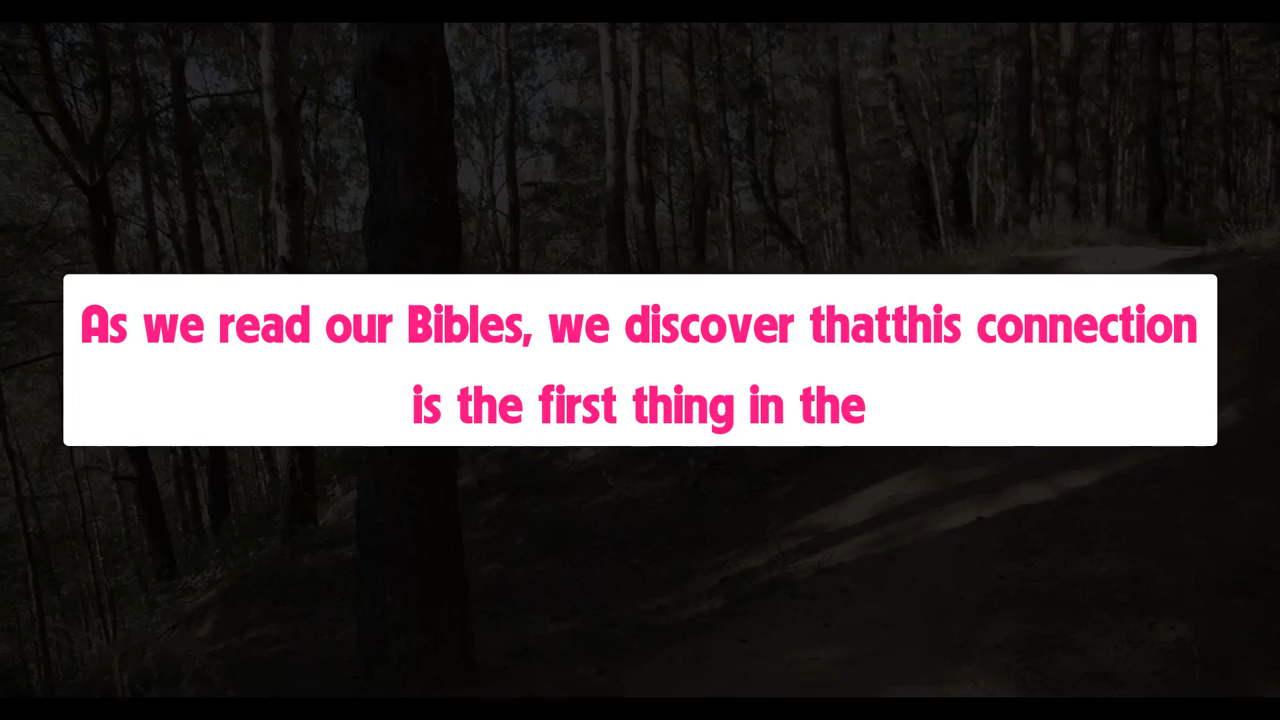 As we read our Bibles, we discover thatthis connection
is the first thing in the